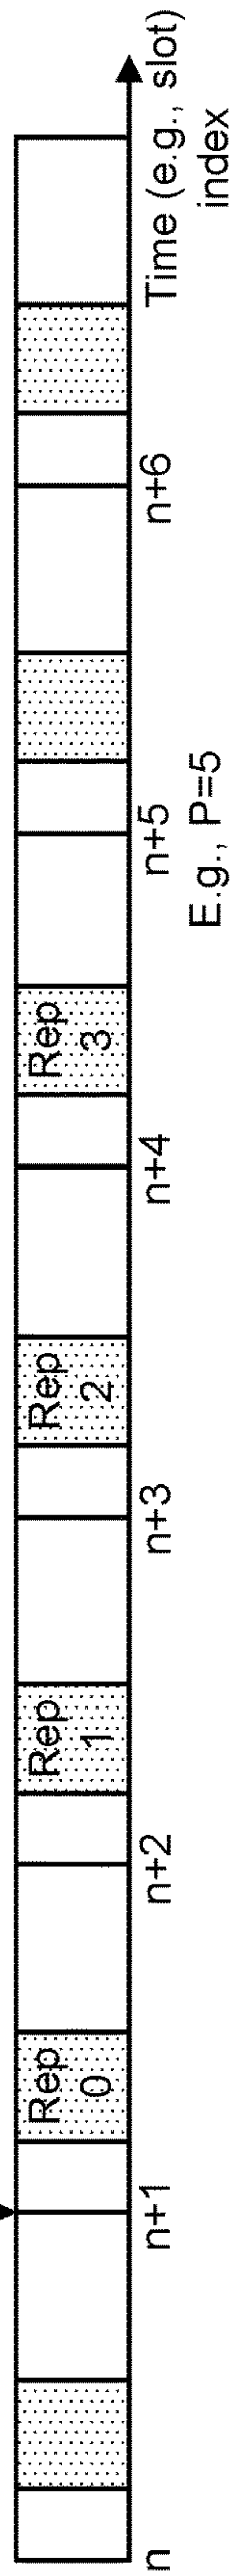 Rep
0
Rep
1
Rep
2
Rep
3
n
n+1
n+2
n+3
n+4
n+5
n+6
Time (e.g., slot)
index
E.g., P=5